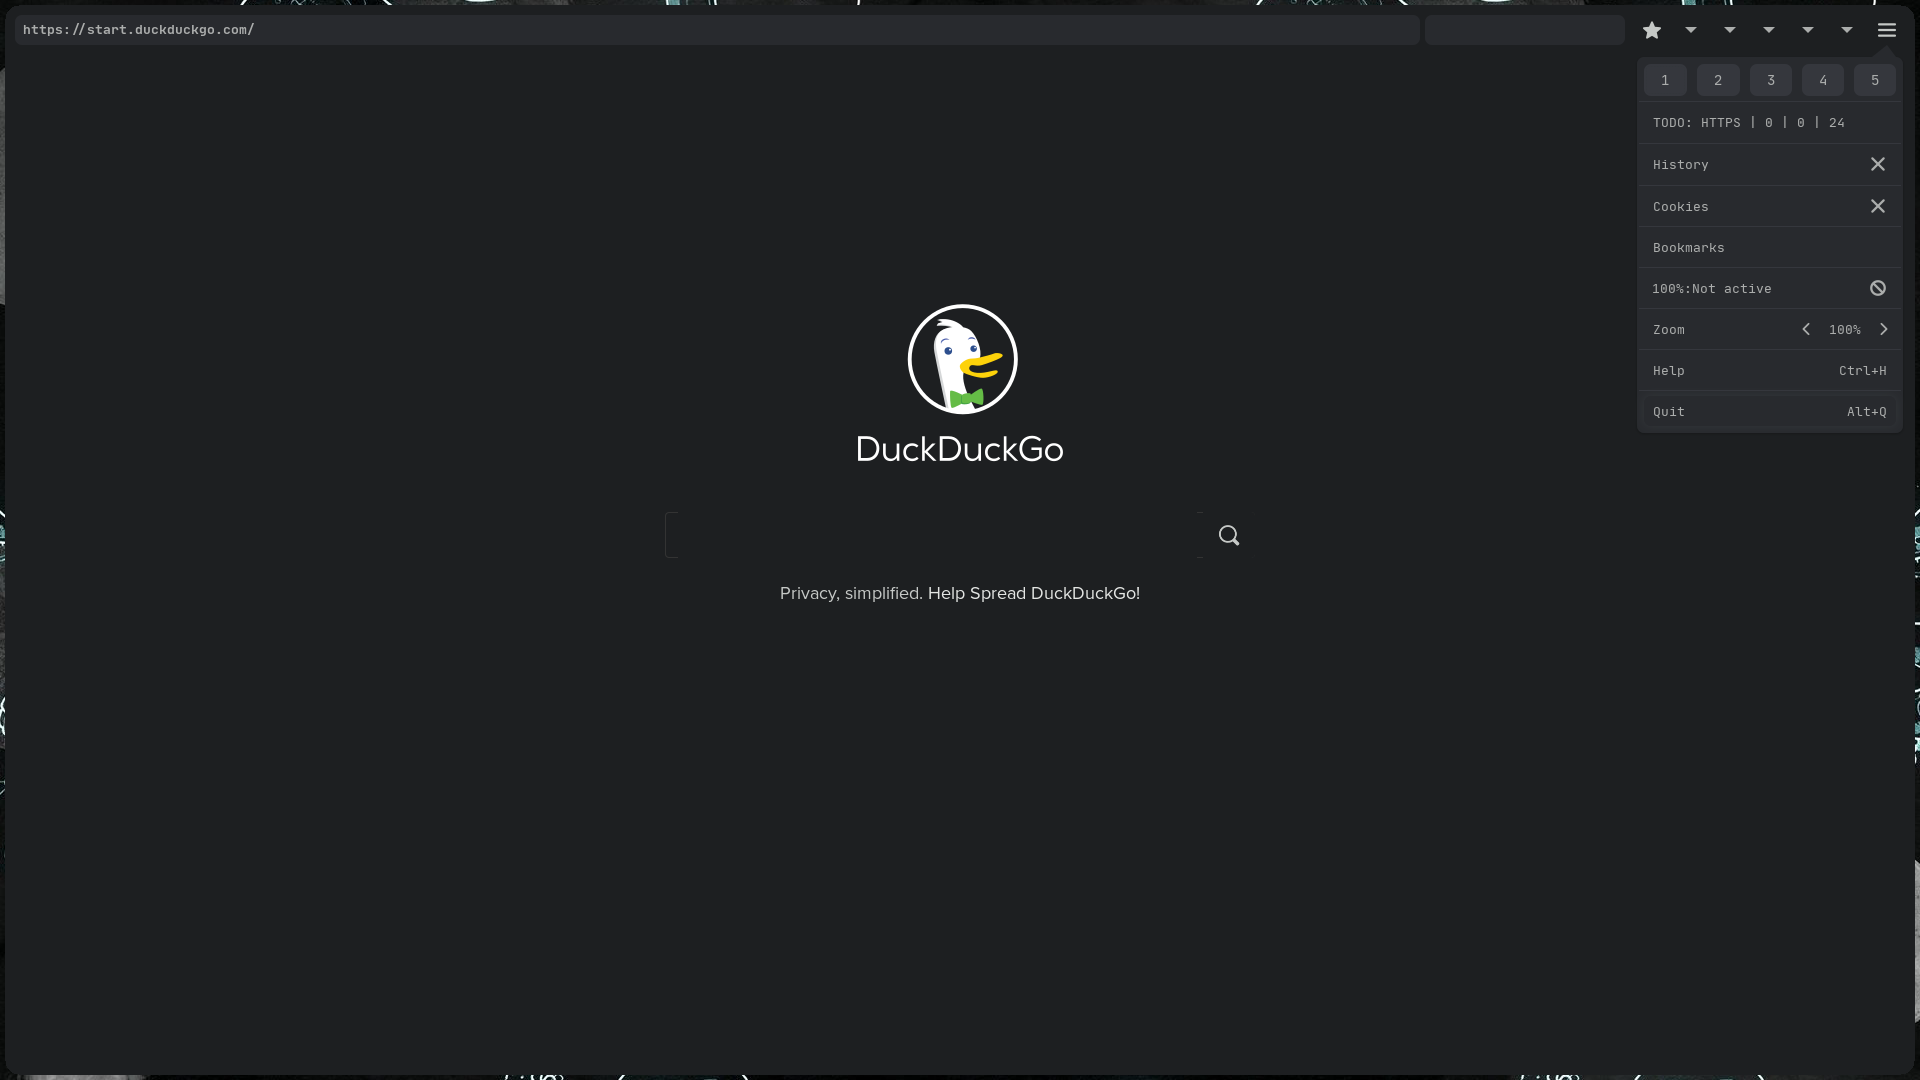 https://start.duckduckgo.com/
1 2 3 4 5
TODO: HTTPS | 0 | 0 | 24
History
Cookies
Bookmarks
100%:Not active
Zoom 100%
Help Ctrl+H
Quit Alt+Q
DuckDuckGo
Privacy, simplified. Help Spread DuckDuckGo!